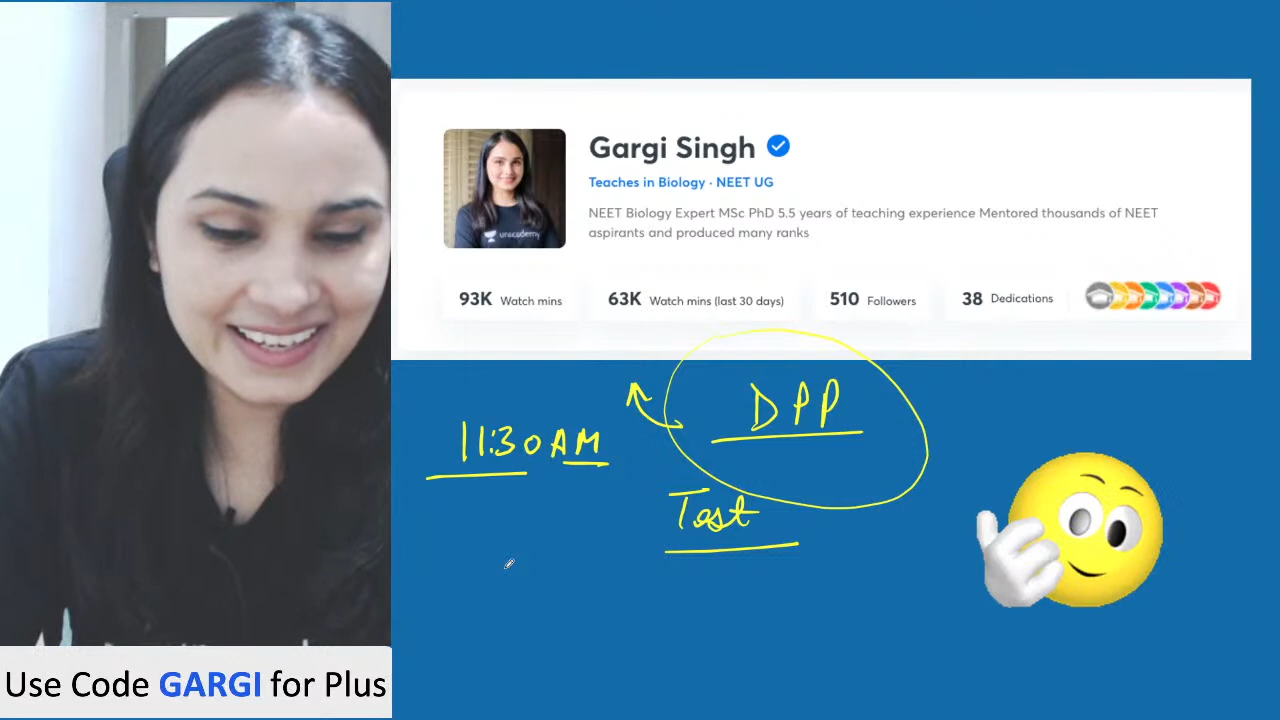 Gargi Singh
Teaches in Biology · NEET UG
NEET Biology Expert MSc PhD 5.5 years of teaching experience Mentored thousands of NEET
aspirants and produced many ranks
unacademy
93K Watch mins
63K Watch mins (last 30 days)
510 Followers
38 Dedications
DPP
11:30 AM
Test
Use Code GARGI for Plus